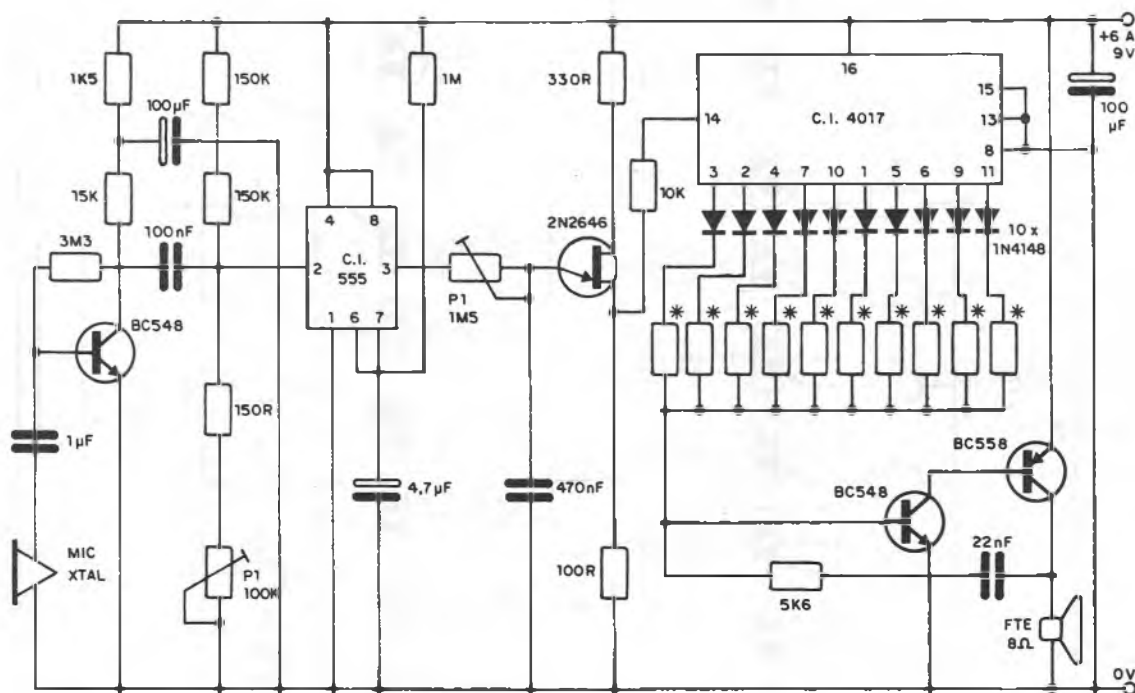 +6 A
9V
1K5
150K
1M
330R
16
15
100µF
14
C. I. 4017
13
100
µF
8
15K
150K
10K
3 2 4 7 10 1 5 6 9 11
4 8
2N2646
10 x
1N4148
3M3
100nF
2
C.I.
555
3
P1
1M5
* * * * * * * * * *
BC548
1 6 7
150R
1µF
BC558
4,7µF
470nF
BC548
22nF
MIC
XTAL
P1
100K
100R
5K6
FTE
8Ω
0V